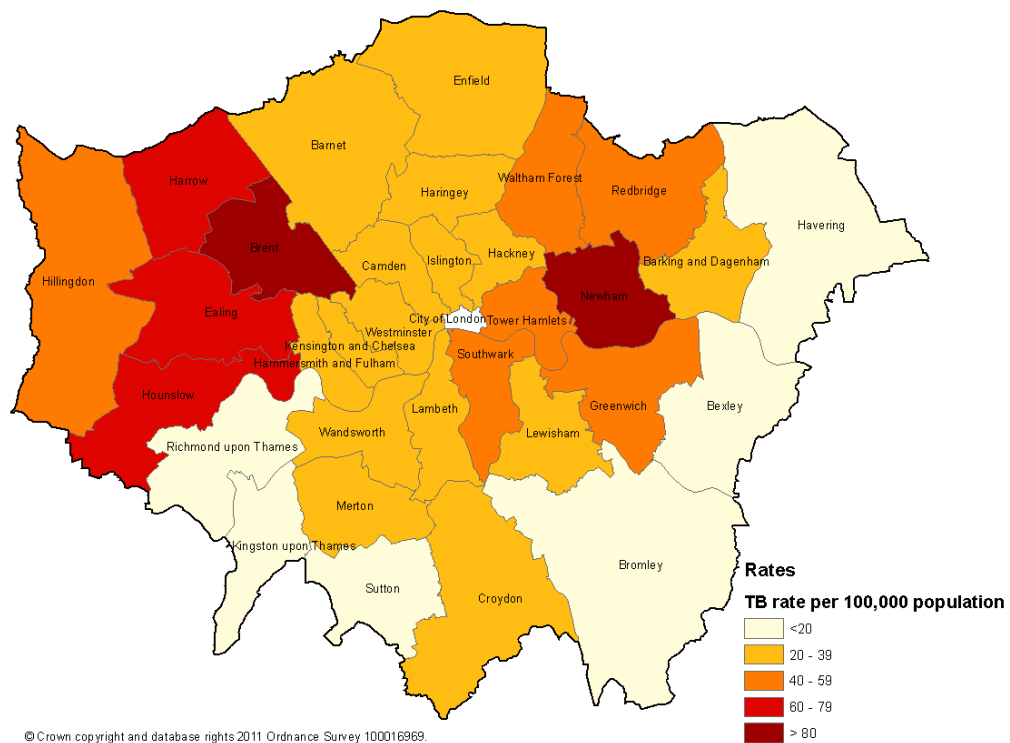 Enfield
Barnet
Harrow
Haringey
Waltham Forest
Redbridge
Havering
Brent
Hillingdon
Camden
Islington
Hackney
Barking and Dagenham
Newham
Ealing
City of London
Tower Hamlets
Westminster
Kensington and Chelsea
Southwark
Hammersmith and Fulham
Hounslow
Lambeth
Greenwich
Bexley
Wandsworth
Lewisham
Richmond upon Thames
Merton
Kingston upon Thames
Bromley
Sutton
Croydon
Rates
TB rate per 100,000 population
<20
20 - 39
40 - 59
60 - 79
> 80
© Crown copyright and database rights 2011 Ordnance Survey 100016969.